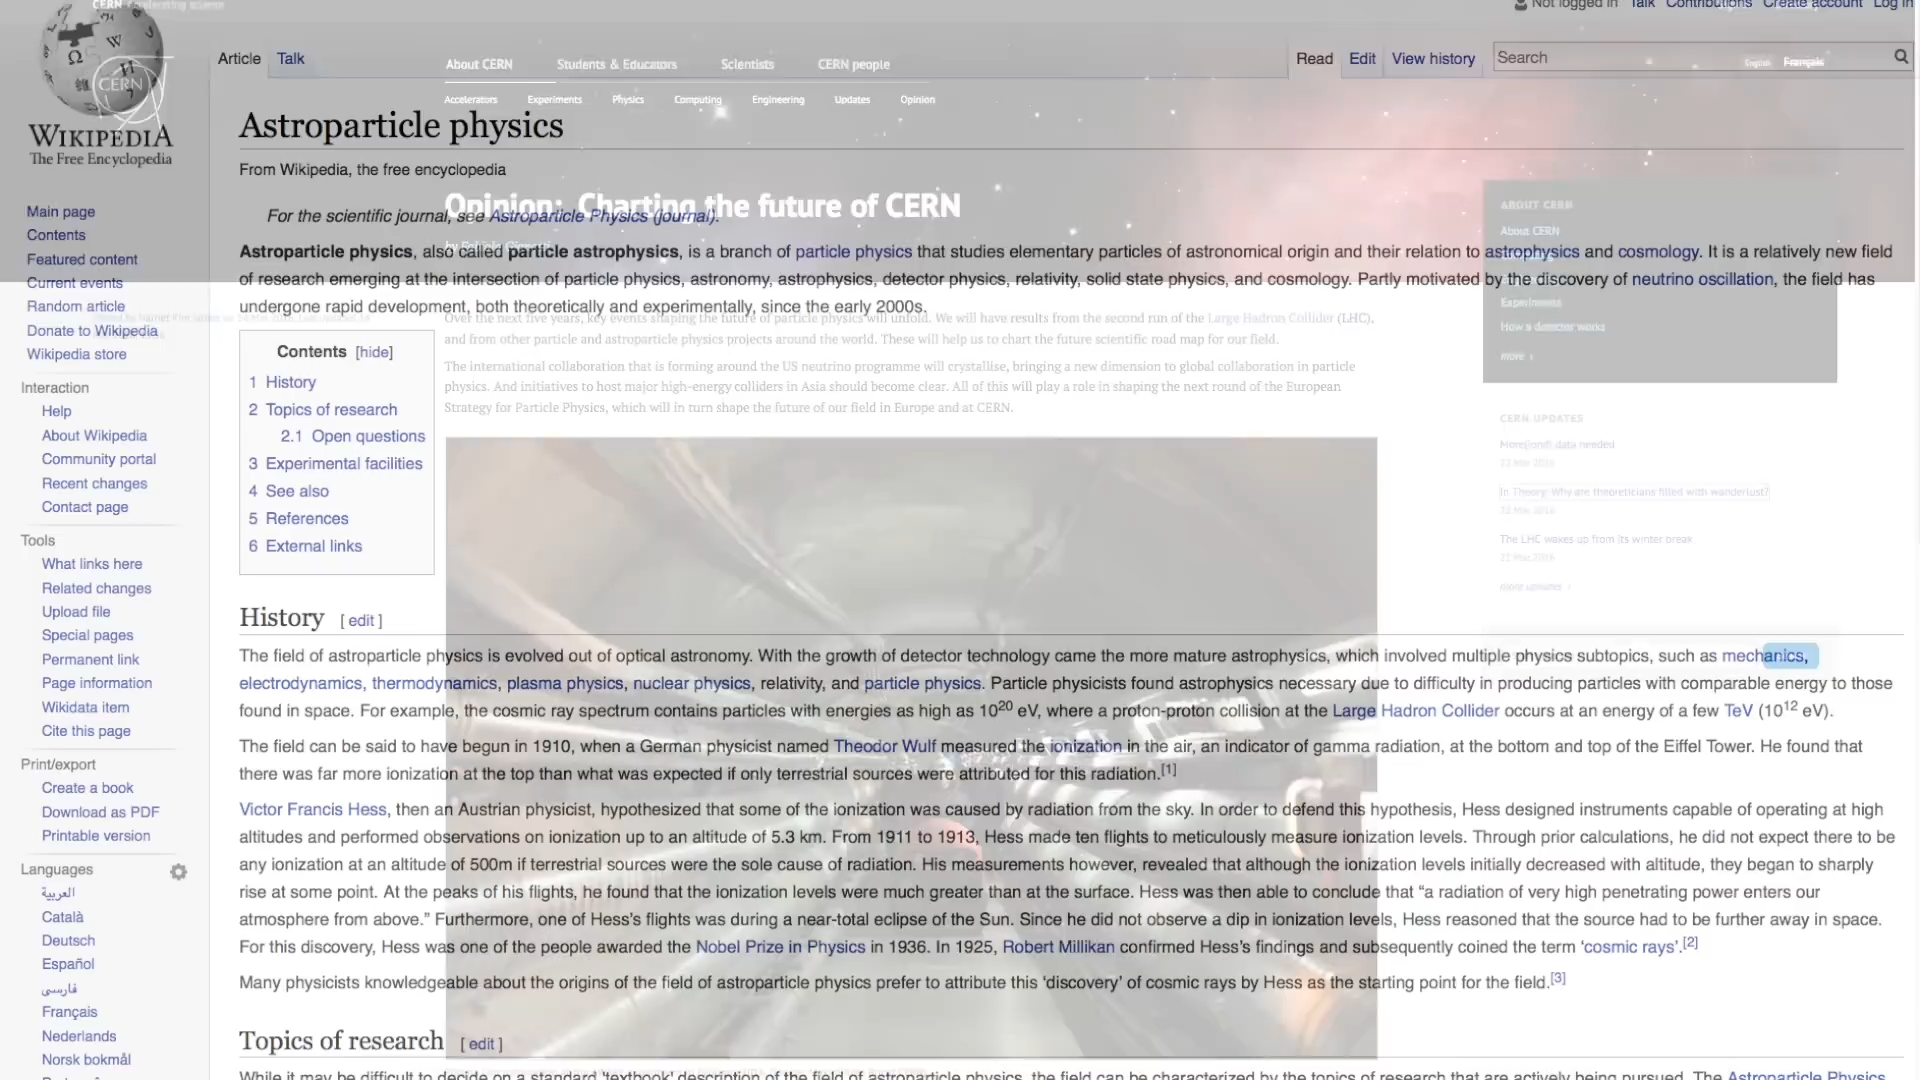 CERN Accelerating science
Not logged in Talk Contributions Create account Log in
Article Talk
Read Edit View history
Search
English Français
About CERN Students & Educators Scientists CERN people
Accelerators Experiments Physics Computing Engineering Updates Opinion
CERN
WIKIPEDIA
The Free Encyclopedia
Main page
Contents
Featured content
Current events
Random article
Donate to Wikipedia
Wikipedia store
Interaction
Help
About Wikipedia
Community portal
Recent changes
Contact page
Tools
What links here
Related changes
Upload file
Special pages
Permanent link
Page information
Wikidata item
Cite this page
Print/export
Create a book
Download as PDF
Printable version
Languages
العربية
Català
Deutsch
Español
فارسی
Français
Nederlands
Norsk bokmål
Astroparticle physics
From Wikipedia, the free encyclopedia
Opinion: Charting the future of CERN
For the scientific journal, see Astroparticle Physics (journal).
Astroparticle physics, also called particle astrophysics, is a branch of particle physics that studies elementary particles of astronomical origin and their relation to astrophysics and cosmology. It is a relatively new field
of research emerging at the intersection of particle physics, astronomy, astrophysics, detector physics, relativity, solid state physics, and cosmology. Partly motivated by the discovery of neutrino oscillation, the field has
undergone rapid development, both theoretically and experimentally, since the early 2000s.
Over the next five years, key events shaping the future of particle physics will unfold. We will have results from the second run of the Large Hadron Collider (LHC),
and from other particle and astroparticle physics projects around the world. These will help us to chart the future scientific road map for our field.
The international collaboration that is forming around the US neutrino programme will crystallise, bringing a new dimension to global collaboration in particle
physics. And initiatives to host major high-energy colliders in Asia should become clear. All of this will play a role in shaping the next round of the European
Strategy for Particle Physics, which will in turn shape the future of our field in Europe and at CERN.
Contents [hide]
1 History
2 Topics of research
2.1 Open questions
3 Experimental facilities
4 See also
5 References
6 External links
ABOUT CERN
About CERN
Experiments
How a detector works
more ›
CERN UPDATES
data needed
22 Mar 2016
In Theory: Why are theoreticians filled with wanderlust?
22 Mar 2016
The LHC wakes up from its winter break
22 Mar 2016
more updates ›
History [ edit ]
The field of astroparticle physics is evolved out of optical astronomy. With the growth of detector technology came the more mature astrophysics, which involved multiple physics subtopics, such as mechanics,
electrodynamics, thermodynamics, plasma physics, nuclear physics, relativity, and particle physics. Particle physicists found astrophysics necessary due to difficulty in producing particles with comparable energy to those
found in space. For example, the cosmic ray spectrum contains particles with energies as high as 10²⁰ eV, where a proton-proton collision at the Large Hadron Collider occurs at an energy of a few TeV (10¹² eV).
The field can be said to have begun in 1910, when a German physicist named Theodor Wulf measured the ionization in the air, an indicator of gamma radiation, at the bottom and top of the Eiffel Tower. He found that
there was far more ionization at the top than what was expected if only terrestrial sources were attributed for this radiation.[1]
Victor Francis Hess, then an Austrian physicist, hypothesized that some of the ionization was caused by radiation from the sky. In order to defend this hypothesis, Hess designed instruments capable of operating at high
altitudes and performed observations on ionization up to an altitude of 5.3 km. From 1911 to 1913, Hess made ten flights to meticulously measure ionization levels. Through prior calculations, he did not expect there to be
any ionization at an altitude of 500m if terrestrial sources were the sole cause of radiation. His measurements however, revealed that although the ionization levels initially decreased with altitude, they began to sharply
rise at some point. At the peaks of his flights, he found that the ionization levels were much greater than at the surface. Hess was then able to conclude that “a radiation of very high penetrating power enters our
atmosphere from above.” Furthermore, one of Hess’s flights was during a near-total eclipse of the Sun. Since he did not observe a dip in ionization levels, Hess reasoned that the source had to be further away in space.
For this discovery, Hess was one of the people awarded the Nobel Prize in Physics in 1936. In 1925, Robert Millikan confirmed Hess’s findings and subsequently coined the term ‘cosmic rays’.[2]
Many physicists knowledgeable about the origins of the field of astroparticle physics prefer to attribute this ‘discovery’ of cosmic rays by Hess as the starting point for the field.[3]
Topics of research [ edit ]
While it may be difficult to decide on a standard 'textbook' description of the field of astroparticle physics, the field can be characterized by the topics of research that are actively being pursued. The Astroparticle Physics